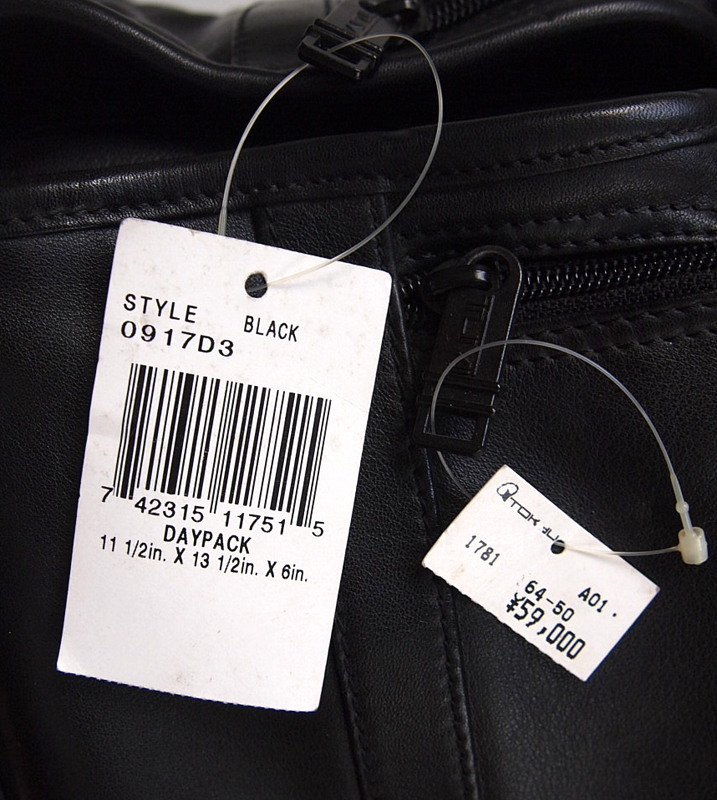 STYLE BLACK
0917D3
7 42315 11751 5
DAYPACK
11 1/2in. X 13 1/2in. X 6in.
1781
64-50 A01
¥59,000